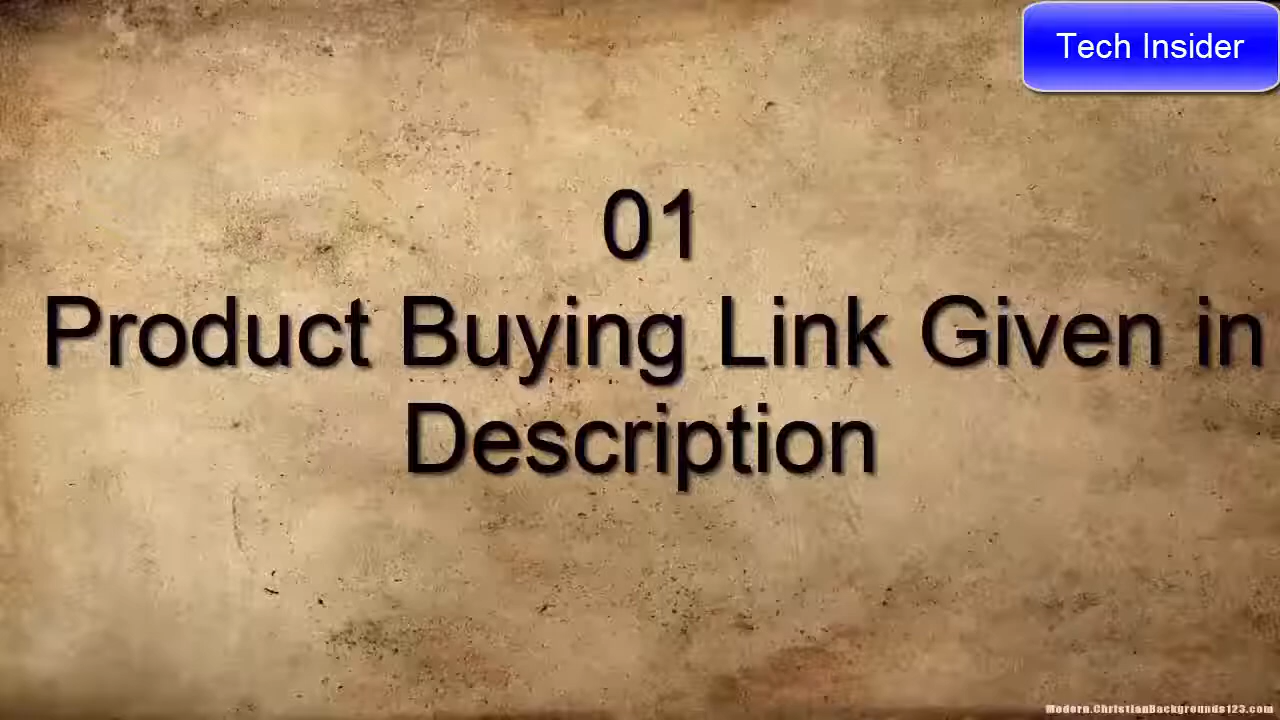 Tech Insider
01
Product Buying Link Given in
Description
Modern.ChristianBackgrounds123.com